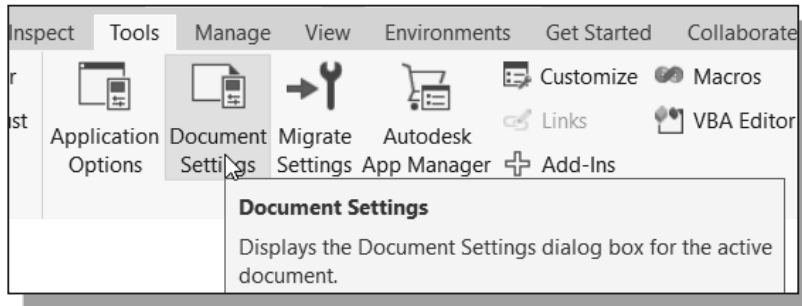 Inspect Tools Manage View Environments Get Started Collaborate
r
ist
Application
Options
Document
Settings
Migrate
Settings
Autodesk
App Manager
Customize
Links
Add-Ins
Macros
VBA Editor
Document Settings
Displays the Document Settings dialog box for the active
document.